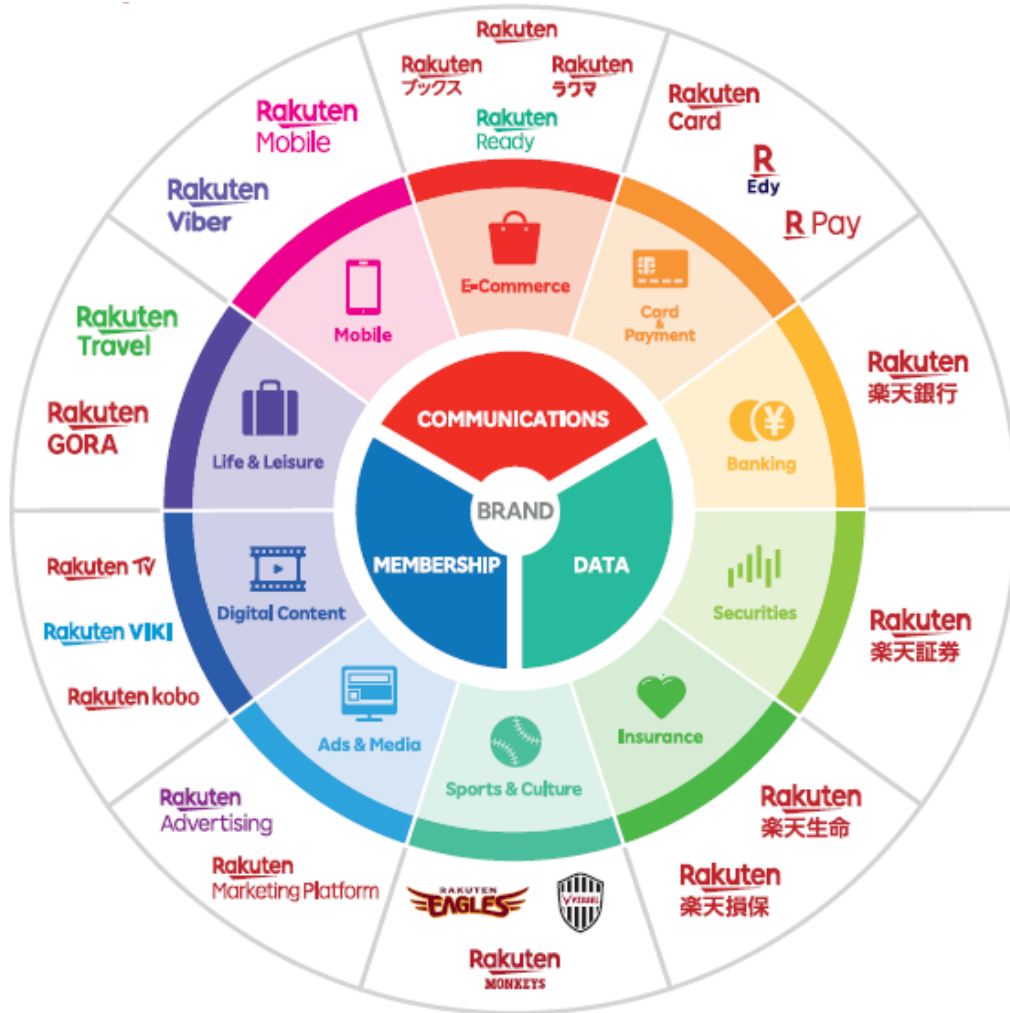 Rakuten
Rakuten
ブックス
Rakuten
ラクマ
Rakuten
Ready
Rakuten
Card
R
Edy
R Pay
Rakuten
楽天銀行
Rakuten
楽天証券
Rakuten
楽天生命
Rakuten
楽天損保
RAKUTEN
EAGLES
VISSEL
Rakuten
MONKEYS
Rakuten
Advertising
Rakuten
Marketing Platform
Rakuten TV
Rakuten VIKI
Rakuten kobo
Rakuten
Travel
Rakuten
GORA
Rakuten
Mobile
Rakuten
Viber
E-Commerce
Card
&
Payment
¥
Banking
Securities
Insurance
Sports & Culture
Ads & Media
Digital Content
Life & Leisure
Mobile
COMMUNICATIONS
BRAND
MEMBERSHIP
DATA